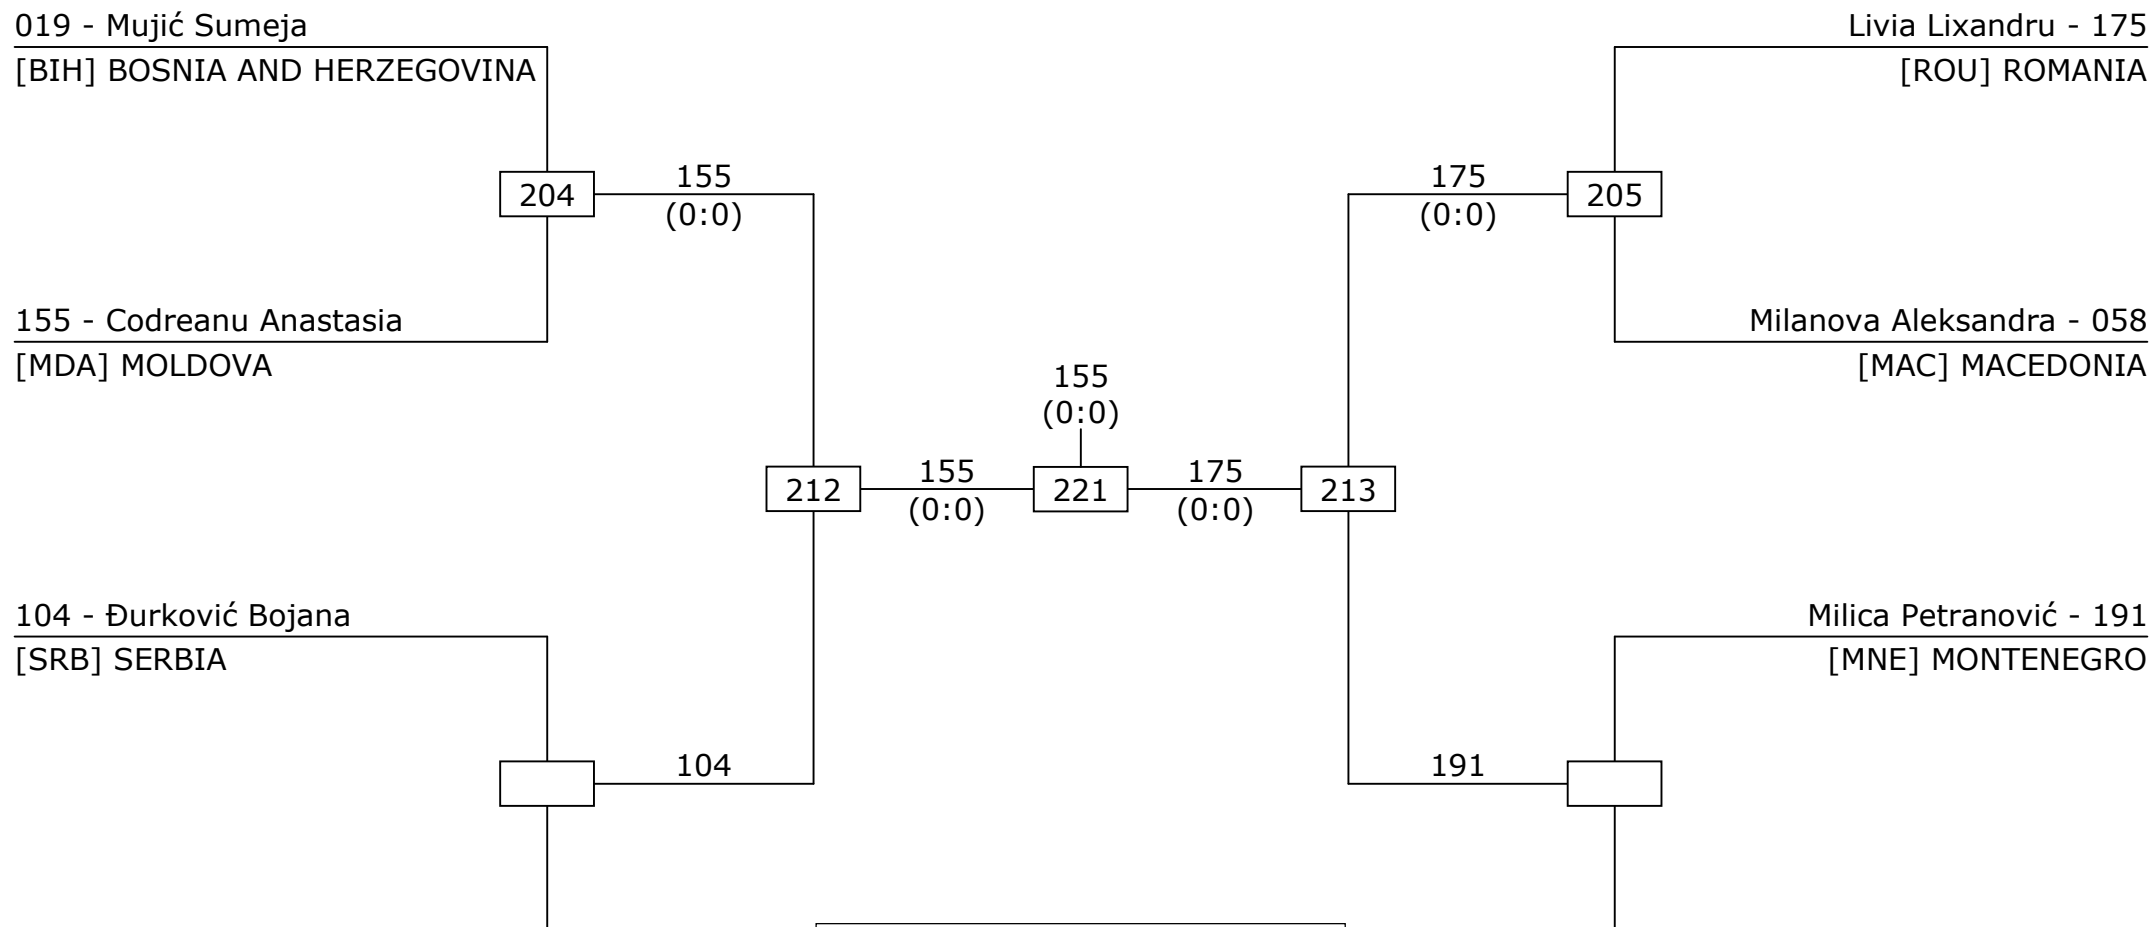 019 - Mujić Sumeja
[BIH] BOSNIA AND HERZEGOVINA
Livia Lixandru - 175
[ROU] ROMANIA
204
155
(0:0)
175
(0:0)
205
155 - Codreanu Anastasia
[MDA] MOLDOVA
Milanova Aleksandra - 058
[MAC] MACEDONIA
155
(0:0)
212
155
(0:0)
221
175
(0:0)
213
104 - Đurković Bojana
[SRB] SERBIA
Milica Petranović - 191
[MNE] MONTENEGRO
104
191